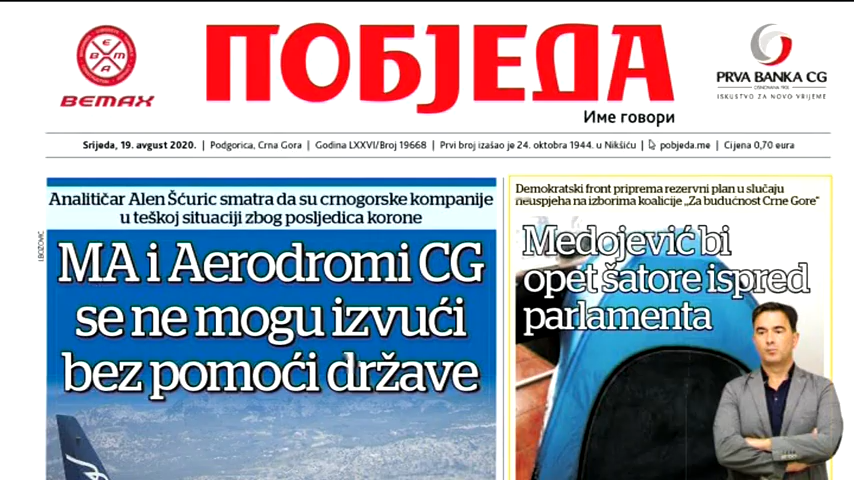 BEMAX
ПОБЈЕДА
PRVA BANKA CG
OSNOVANA 1901
ISKUSTVO ZA NOVO VRIJEME
Име говори
Srijeda, 19. avgust 2020. | Podgorica, Crna Gora | Godina LXXVI/Broj 19668 | Prvi broj izašao je 24. oktobra 1944. u Nikšiću | pobjeda.me | Cijena 0,70 eura
Analitičar Alen Šćuric smatra da su crnogorske kompanije
u teškoj situaciji zbog posljedica korone
I. BOŽOVIĆ
MA i Aerodromi CG
se ne mogu izvući
bez pomoći države
Demokratski front priprema rezervni plan u slučaju
neuspjeha na izborima koalicije „Za budućnost Crne Gore“
Medojević bi
opet šatore ispred
parlamenta